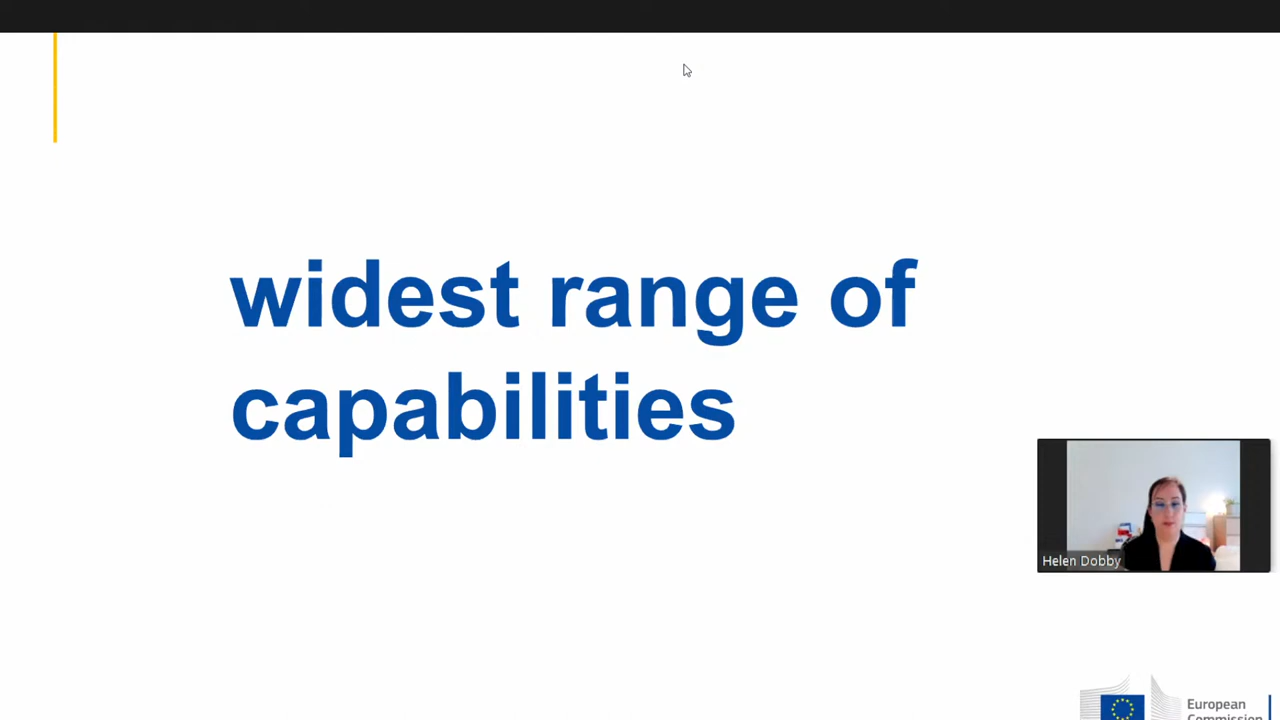 widest range of
capabilities
Helen Dobby
European
Commission